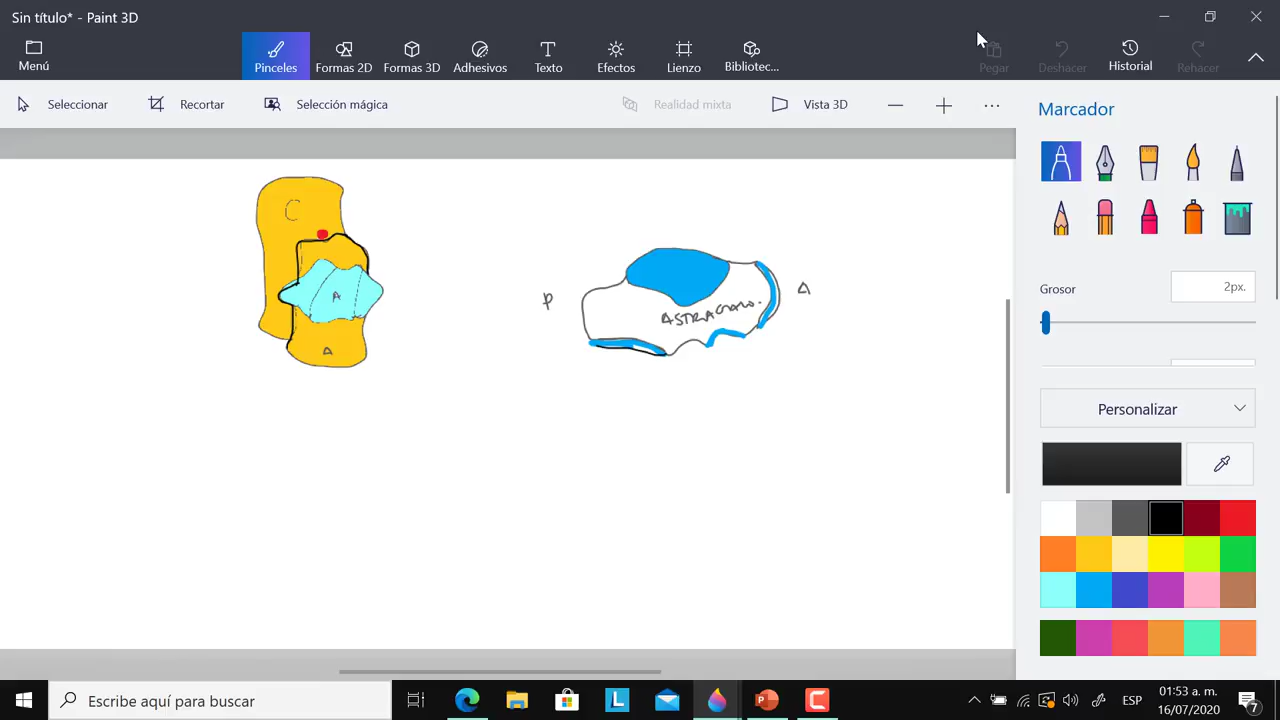 Sin título* - Paint 3D
Menú
Pinceles
Formas 2D
Formas 3D
Adhesivos
Texto
Efectos
Lienzo
Bibliotec...
Pegar
Deshacer
Historial
Rehacer
Seleccionar
Recortar
Selección mágica
Realidad mixta
Vista 3D
Marcador
C
A
A
P
ASTRAGALO.
A
Grosor
2px.
Personalizar
Escribe aquí para buscar
L
P
C
ESP
01:53 a. m.
16/07/2020
7